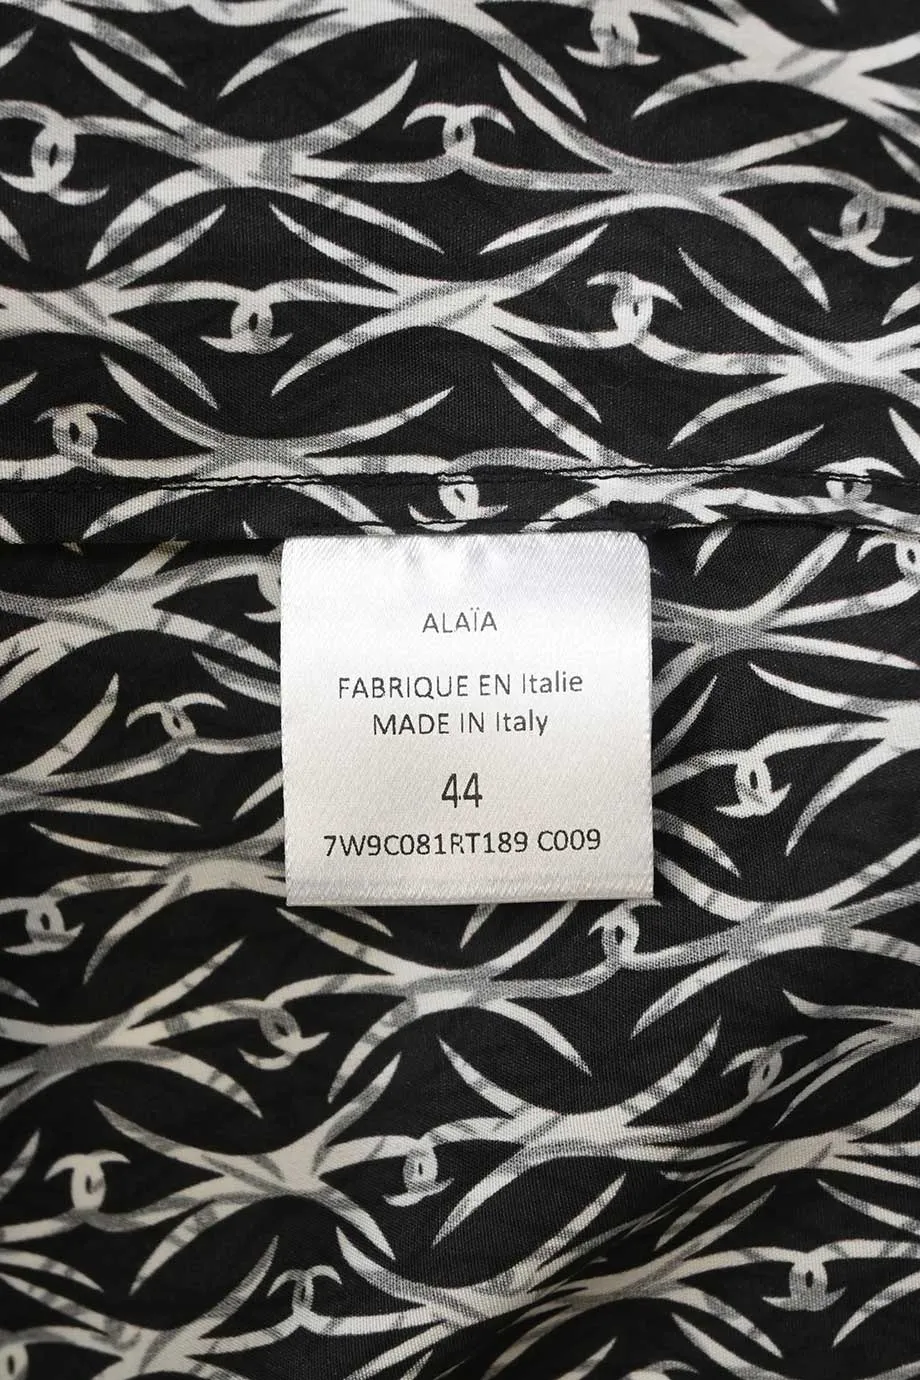 ALAÏA
FABRIQUE EN Italie
MADE IN Italy
44
7W9C081RT189 C009